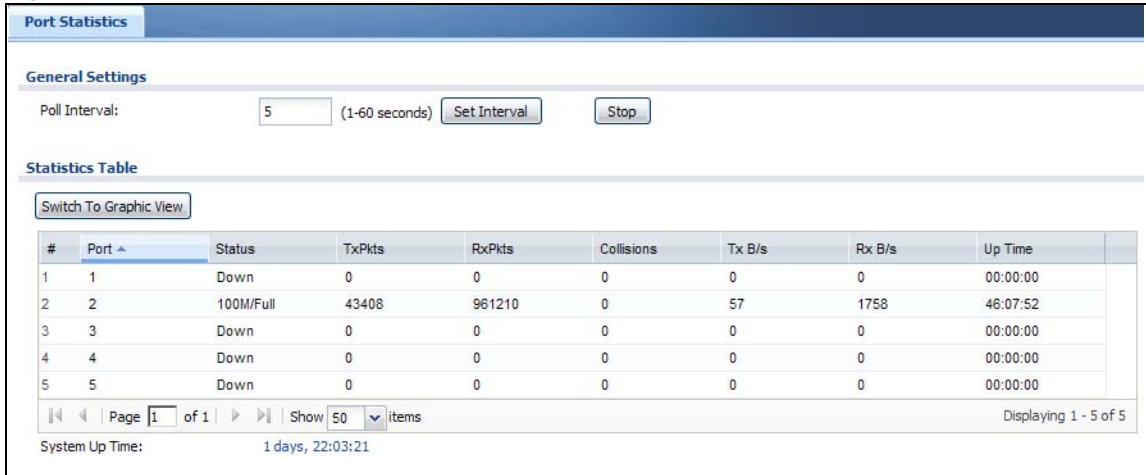 Port Statistics
General Settings
Poll Interval: 5 (1-60 seconds) Set Interval Stop
Statistics Table
Switch To Graphic View
# Port Status TxPkts RxPkts Collisions Tx B/s Rx B/s Up Time
1 1 Down 0 0 0 0 0 00:00:00
2 2 100M/Full 43408 961210 0 57 1758 46:07:52
3 3 Down 0 0 0 0 0 00:00:00
4 4 Down 0 0 0 0 0 00:00:00
5 5 Down 0 0 0 0 0 00:00:00
Page 1 of 1 Show 50 items Displaying 1 - 5 of 5
System Up Time: 1 days, 22:03:21